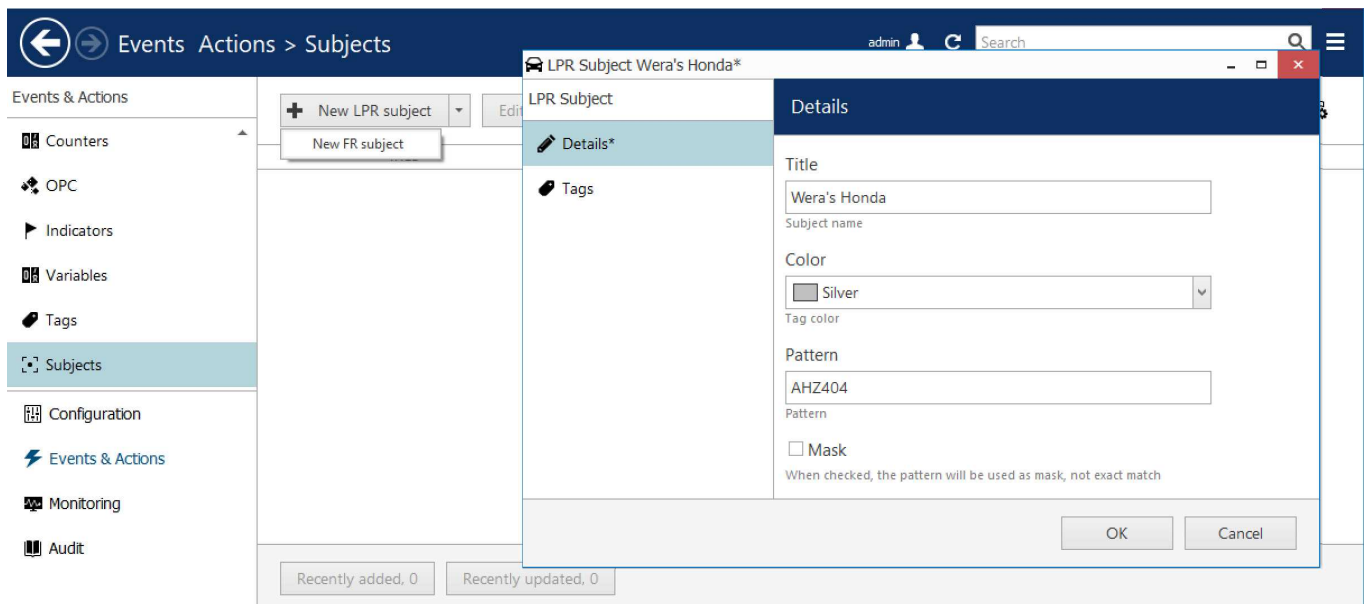 Events Actions > Subjects
admin
Search
Events & Actions
Counters
OPC
Indicators
Variables
Tags
Subjects
Configuration
Events & Actions
Monitoring
Audit
New LPR subject
New FR subject
Recently added, 0
Recently updated, 0
LPR Subject Wera's Honda*
LPR Subject
Details*
Tags
Details
Title
Wera's Honda
Subject name
Color
Silver
Tag color
Pattern
AHZ404
Pattern
Mask
When checked, the pattern will be used as mask, not exact match
OK
Cancel